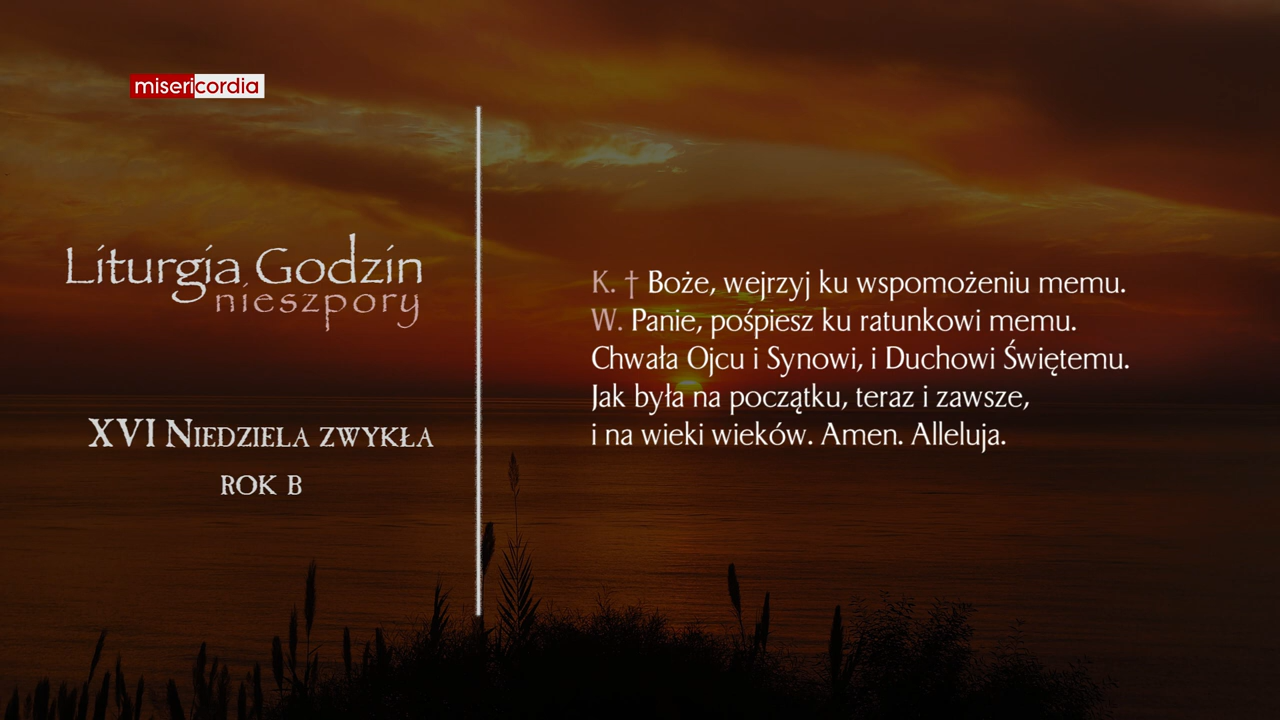 misericordia
Liturgia Godzin
nieszpory
XVI Niedziela zwykła
rok B
K. † Boże, wejrzyj ku wspomożeniu memu.
W. Panie, pośpiesz ku ratunkowi memu.
Chwała Ojcu i Synowi, i Duchowi Świętemu.
Jak była na początku, teraz i zawsze,
i na wieki wieków. Amen. Alleluja.